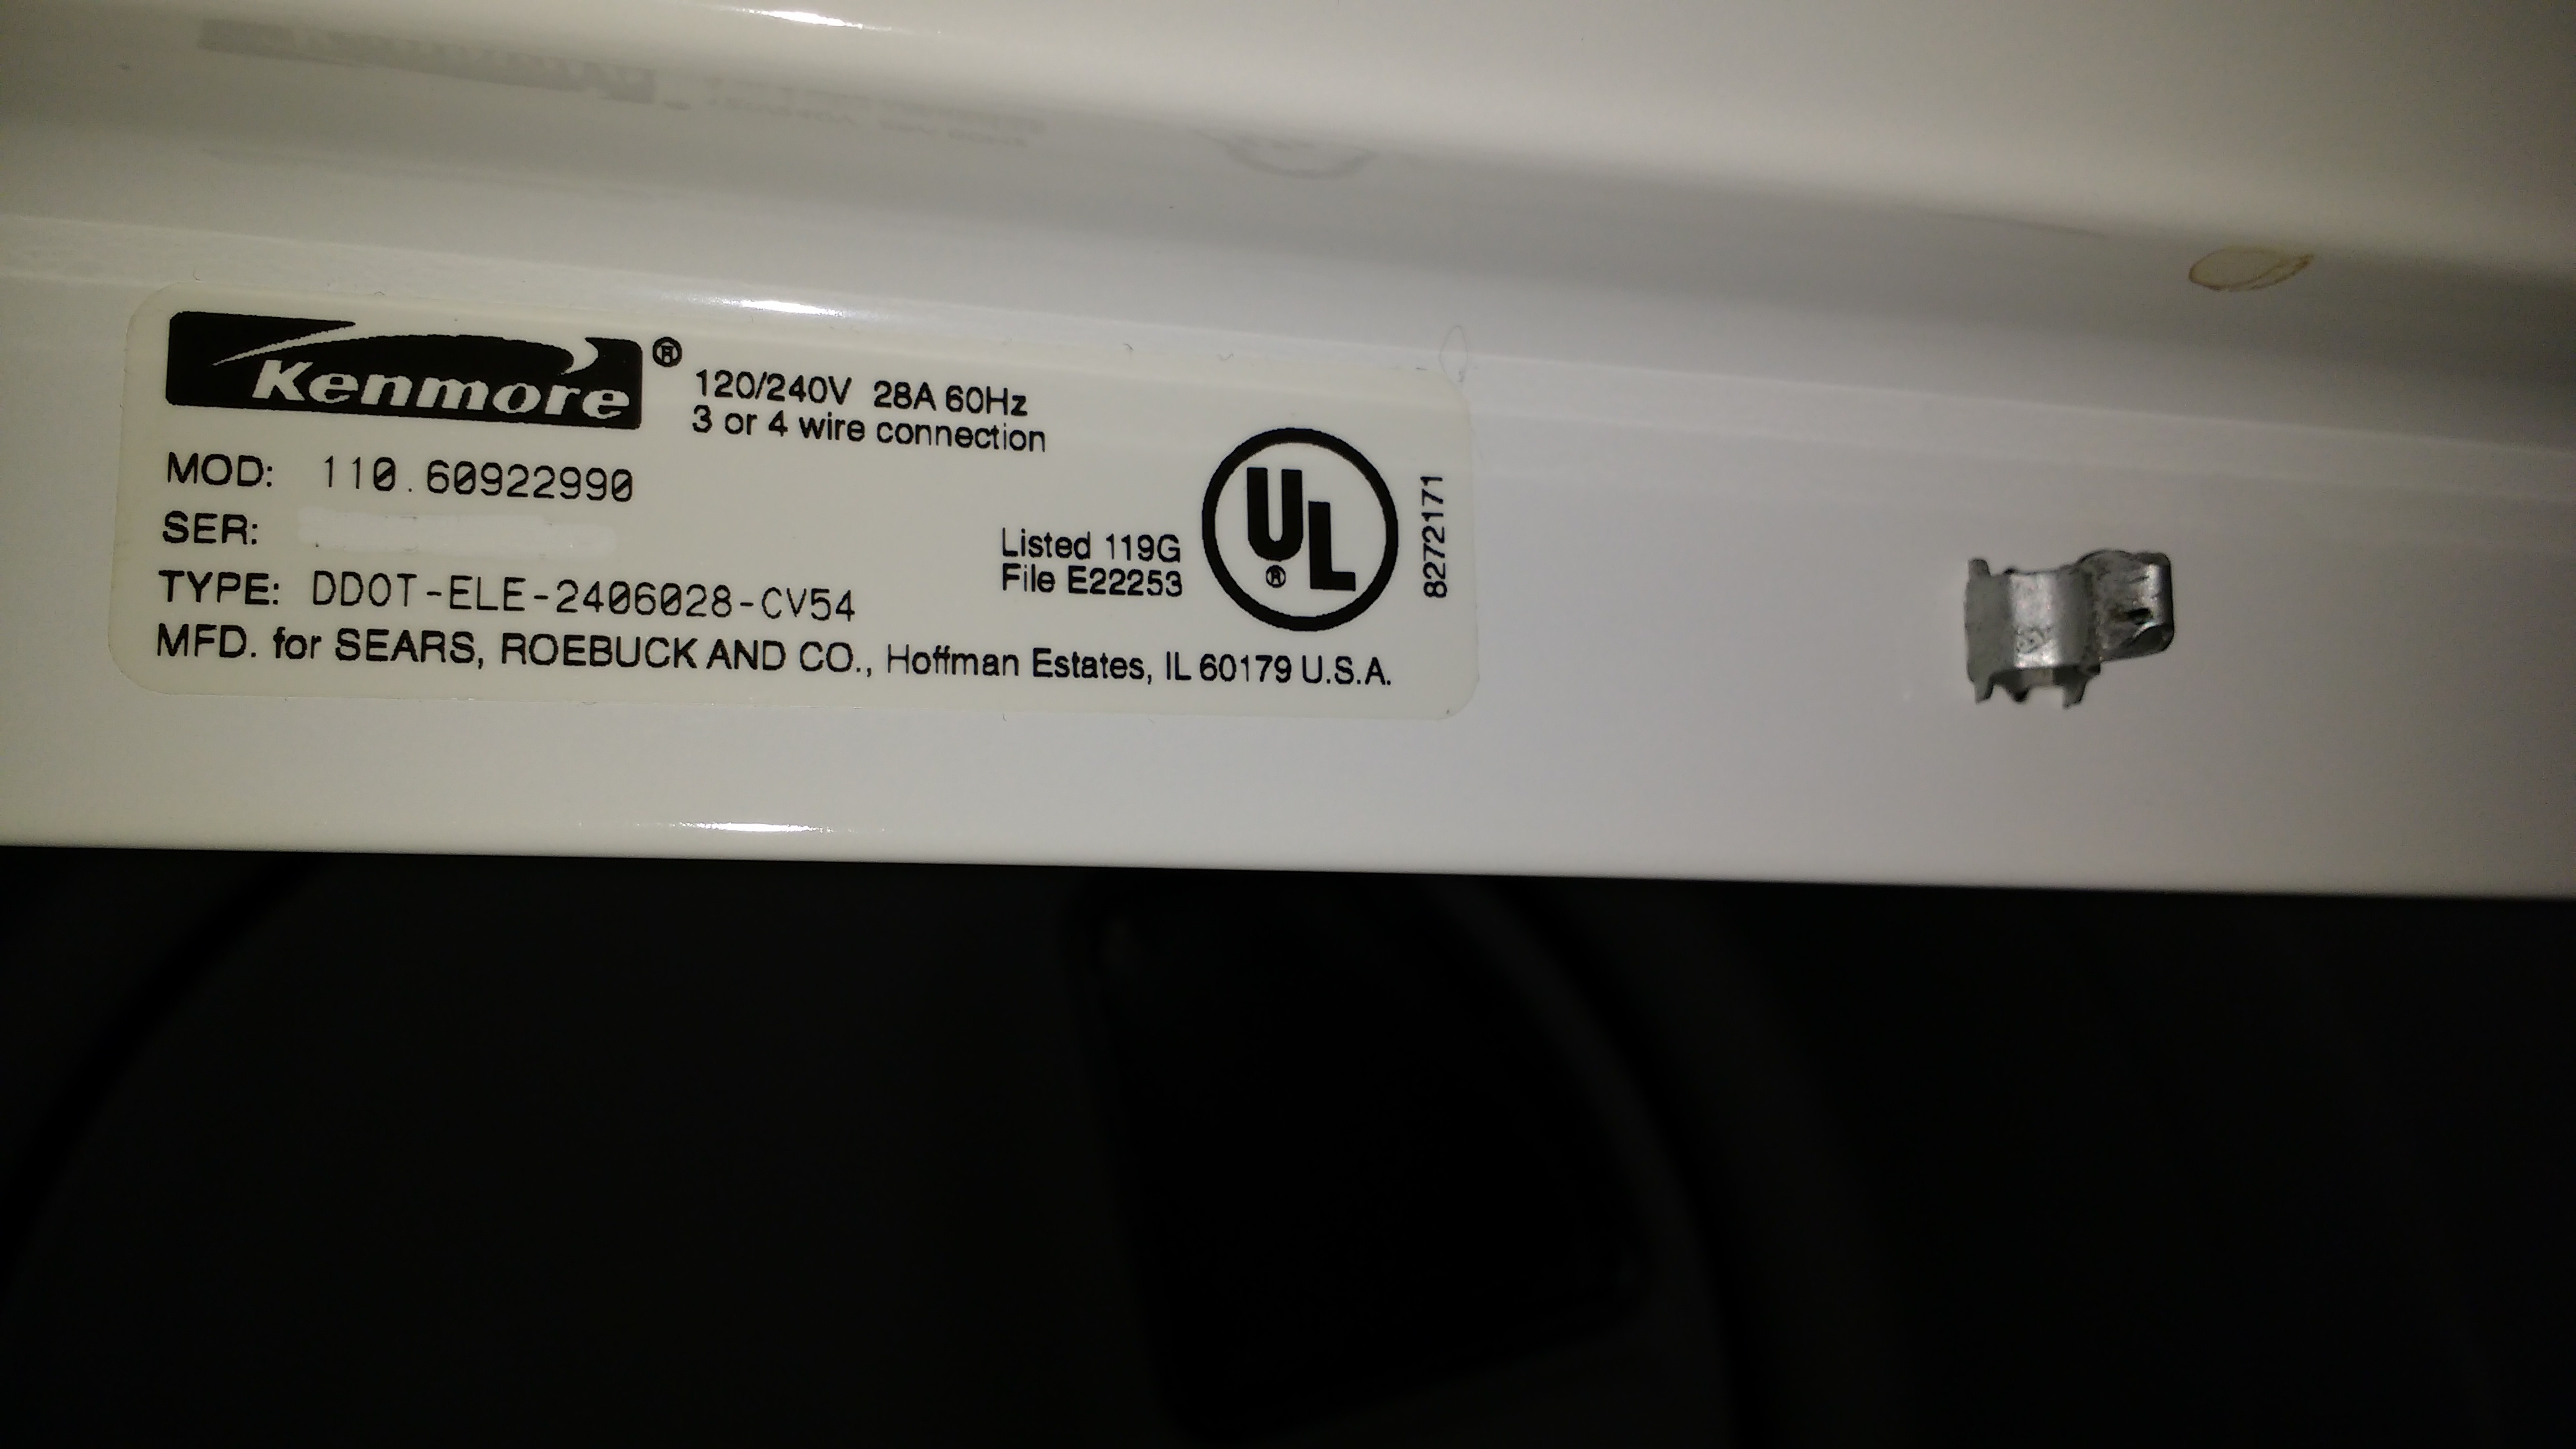 Kenmore®
120/240V 28A 60Hz
3 or 4 wire connection
MOD: 110.60922990
SER:
TYPE: DDOT-ELE-2406028-CV54
Listed 119G
File E22253
UL®
8272171
MFD. for SEARS, ROEBUCK AND CO., Hoffman Estates, IL 60179 U.S.A.